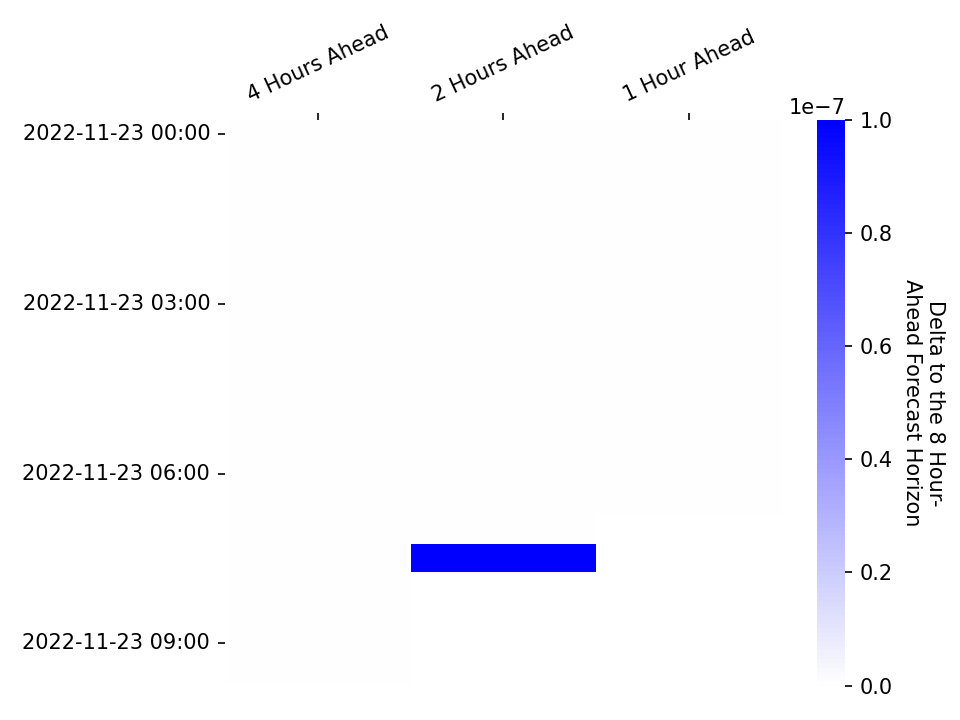 4 Hours Ahead
2 Hours Ahead
1 Hour Ahead
2022-11-23 00:00
2022-11-23 03:00
2022-11-23 06:00
2022-11-23 09:00
1e−7
1.0
0.8
0.6
0.4
0.2
0.0
Delta to the 8 Hour-
Ahead Forecast Horizon